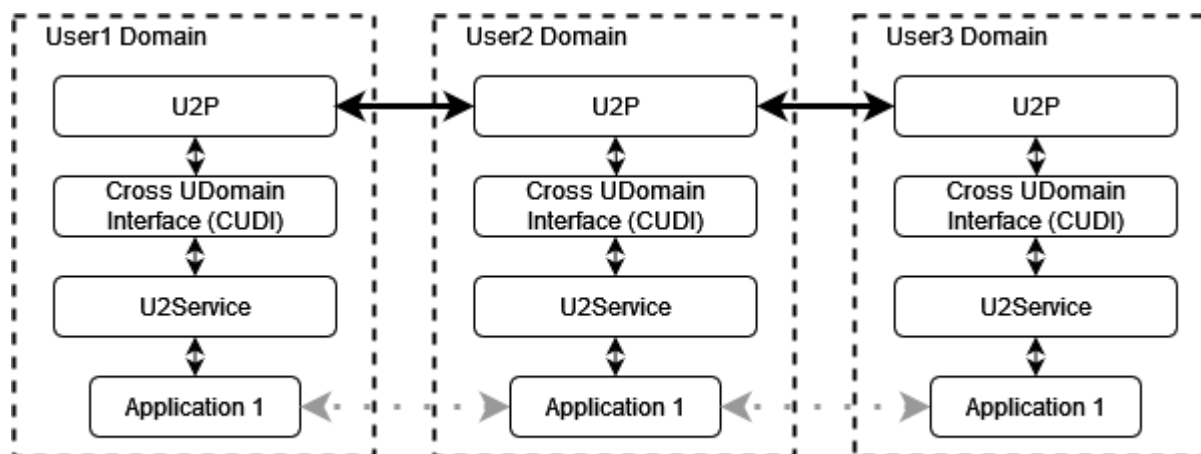 User1 Domain
User2 Domain
User3 Domain
U2P
U2P
U2P
Cross UDomain
Interface (CUDI)
Cross UDomain
Interface (CUDI)
Cross UDomain
Interface (CUDI)
U2Service
U2Service
U2Service
Application 1
Application 1
Application 1